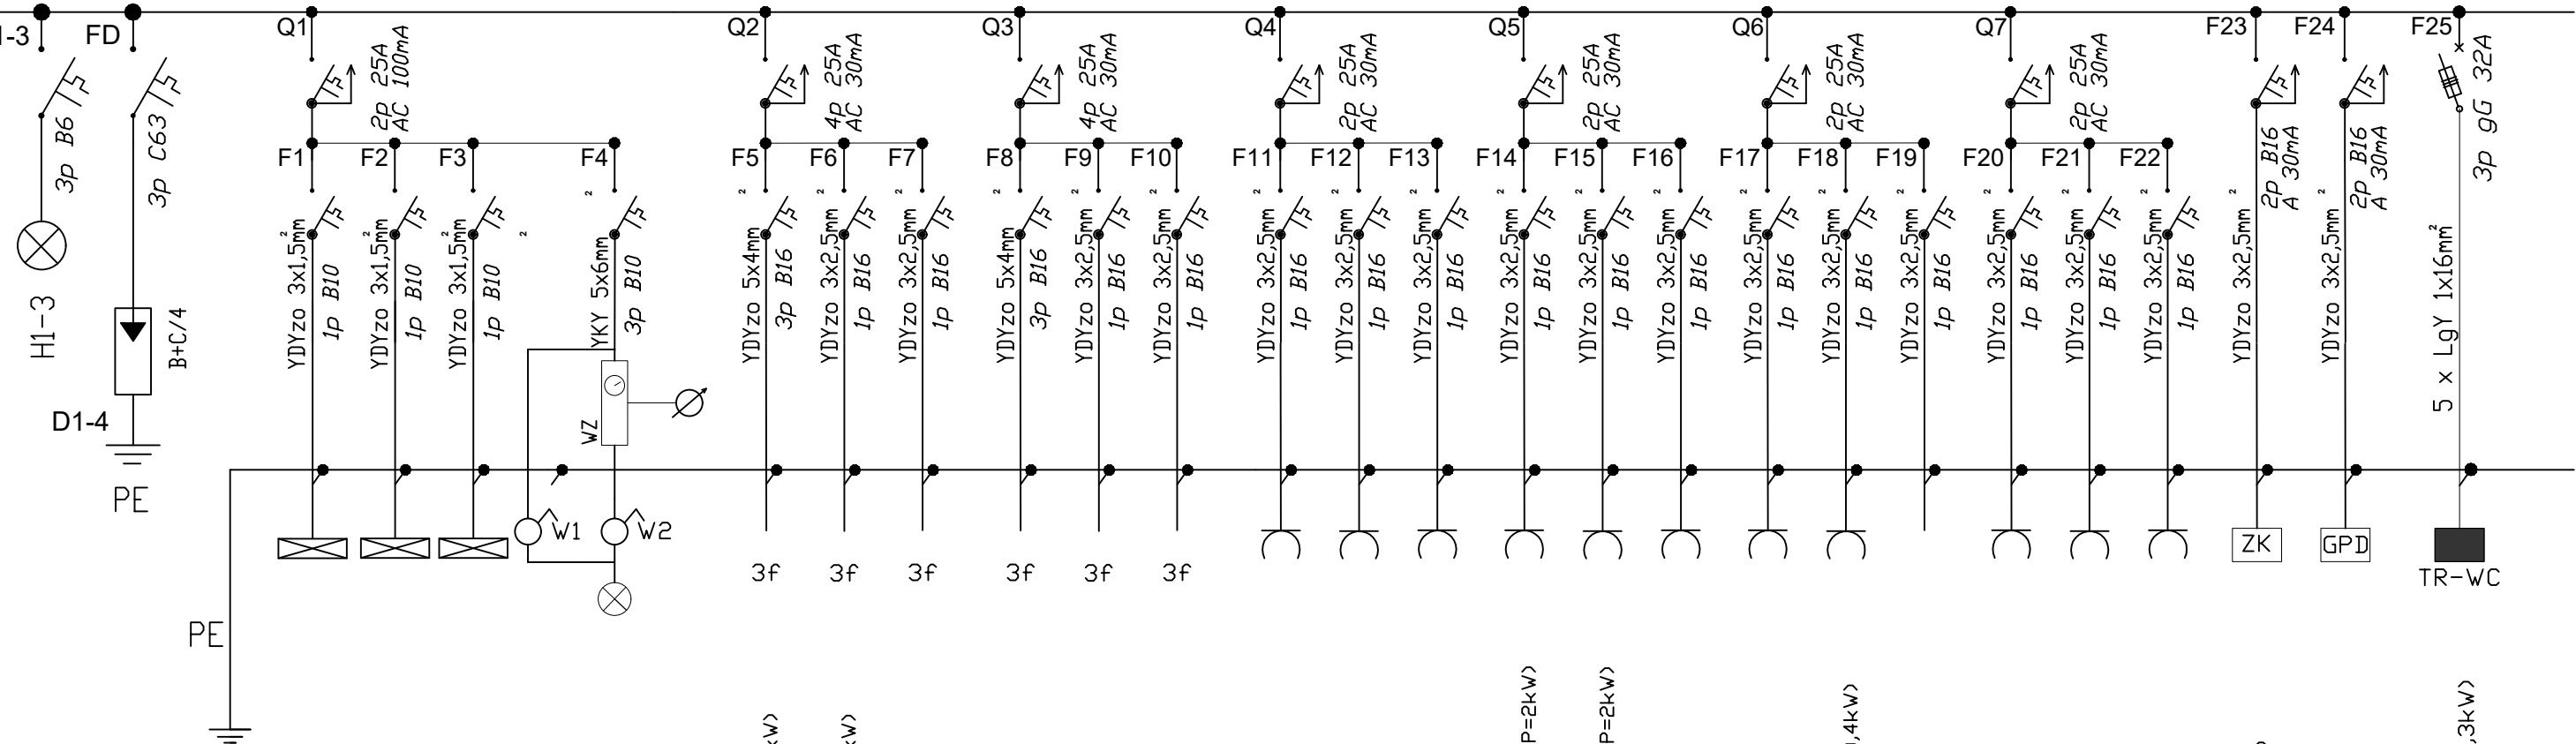 1-3
FD
Q1
Q2
Q3
Q4
Q5
Q6
Q7
F23
F24
F25
3p B6
3p C63
2P 25A
AC 100mA
4P 25A
AC 30mA
4P 25A
AC 30mA
2P 25A
AC 30mA
2P 25A
AC 30mA
2P 25A
AC 30mA
2P 25A
AC 30mA
2P B16
A 30mA
2P B16
A 30mA
3p gG 32A
F1
F2
F3
F4
F5
F6
F7
F8
F9
F10
F11
F12
F13
F14
F15
F16
F17
F18
F19
F20
F21
F22
YDYzo 3x1,5mm²
1p B10
YDYzo 3x1,5mm²
1p B10
YDYzo 3x1,5mm²
1p B10
²
YKY 5x6mm²
3p B10
YDYzo 5x4mm²
3p B16
YDYzo 3x2,5mm²
1p B16
YDYzo 3x2,5mm²
1p B16
YDYzo 5x4mm²
3p B16
YDYzo 3x2,5mm²
1p B16
YDYzo 3x2,5mm²
1p B16
YDYzo 3x2,5mm²
1p B16
YDYzo 3x2,5mm²
1p B16
YDYzo 3x2,5mm²
1p B16
YDYzo 3x2,5mm²
1p B16
YDYzo 3x2,5mm²
1p B16
YDYzo 3x2,5mm²
1p B16
YDYzo 3x2,5mm²
1p B16
YDYzo 3x2,5mm²
1p B16
YDYzo 3x2,5mm²
1p B16
YDYzo 3x2,5mm²
1p B16
YDYzo 3x2,5mm²
1p B16
YDYzo 3x2,5mm²
1p B16
YDYzo 3x2,5mm²
YDYzo 3x2,5mm²
5 x LgY 1x16mm²
H1-3
B+C/4
D1-4
PE
WZ
W1
W2
3f
3f
3f
3f
3f
3f
ZK
GPD
TR-WC
PE
kW)
kW)
P=2kW)
P=2kW)
,4kW)
,3kW)